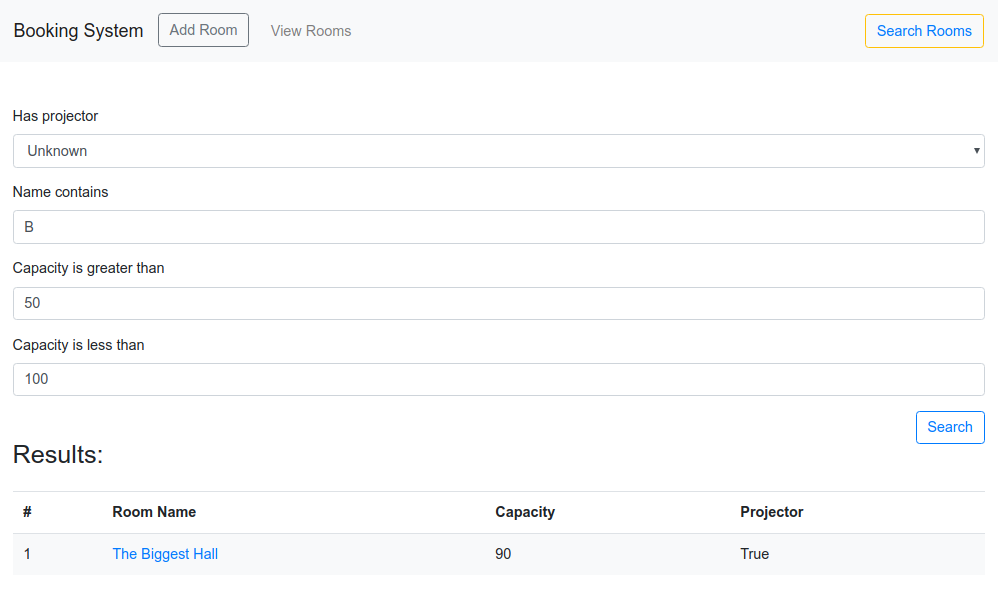 Booking System Add Room View Rooms Search Rooms
Has projector
Unknown
Name contains
B
Capacity is greater than
50
Capacity is less than
100
Search
Results:
# Room Name Capacity Projector
1 The Biggest Hall 90 True